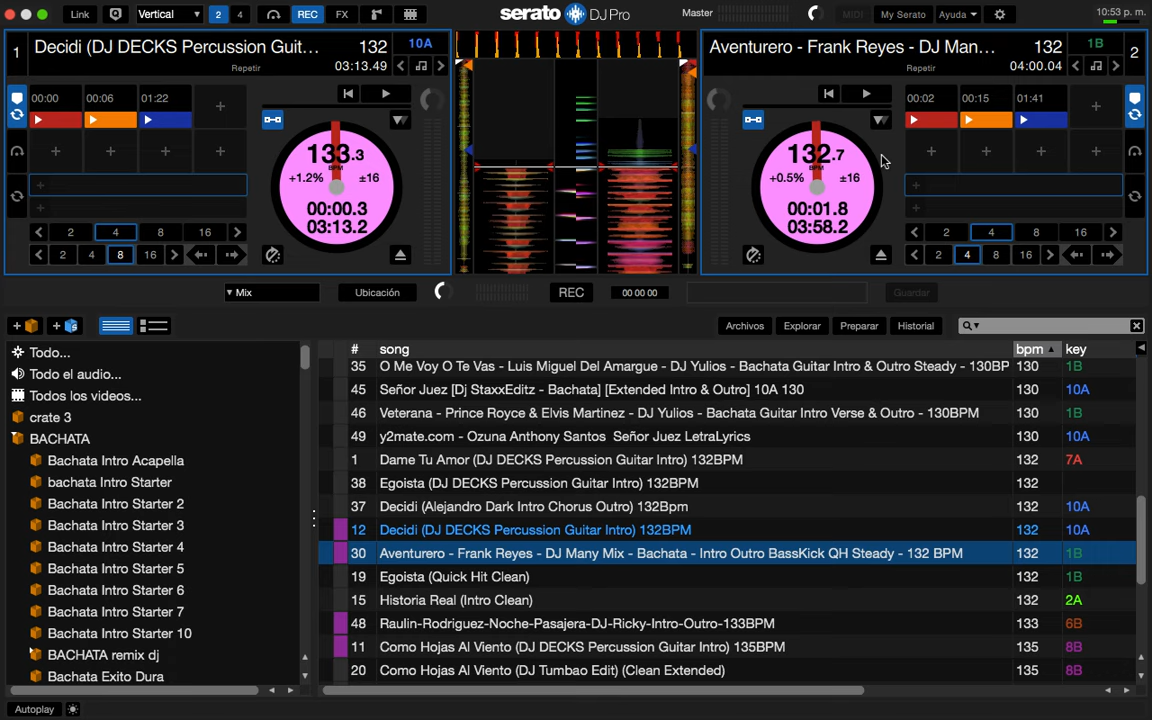 Link Vertical 2 4 REC FX serato DJ Pro Master MIDI My Serato Ayuda 10:53 p. m.
1 Decidi (DJ DECKS Percussion Guit... 132 10A
Repetir 03:13.49
00:00 00:06 01:22
133.3
BPM
+1.2% ±16
00:00.3
03:13.2
2 4 8 16
2 4 8 16
Aventurero - Frank Reyes - DJ Man... 132 1B 2
Repetir 04:00.04
132.7
BPM
+0.5% ±16
00:01.8
03:58.2
00:02 00:15 01:41
2 4 8 16
2 4 8 16
Mix Ubicación REC 00 00 00 Guardar
Archivos Explorar Preparar Historial
Todo...
Todo el audio...
Todos los videos...
crate 3
BACHATA
Bachata Intro Acapella
bachata Intro Starter
Bachata Intro Starter 2
Bachata Intro Starter 3
Bachata Intro Starter 4
Bachata Intro Starter 5
Bachata Intro Starter 6
Bachata Intro Starter 7
Bachata Intro Starter 10
BACHATA remix dj
Bachata Exito Dura
# song bpm key
35 O Me Voy O Te Vas - Luis Miguel Del Amargue - DJ Yulios - Bachata Guitar Intro & Outro Steady - 130BP 130 1B
45 Señor Juez [Dj StaxxEditz - Bachata] [Extended Intro & Outro] 10A 130 130 10A
46 Veterana - Prince Royce & Elvis Martinez - DJ Yulios - Bachata Guitar Intro Verse & Outro - 130BPM 130 1B
49 y2mate.com - Ozuna Anthony Santos Señor Juez LetraLyrics 130 10A
1 Dame Tu Amor (DJ DECKS Percussion Guitar Intro) 132BPM 132 7A
38 Egoista (DJ DECKS Percussion Guitar Intro) 132BPM 132
37 Decidi (Alejandro Dark Intro Chorus Outro) 132Bpm 132 10A
12 Decidi (DJ DECKS Percussion Guitar Intro) 132BPM 132 10A
30 Aventurero - Frank Reyes - DJ Many Mix - Bachata - Intro Outro BassKick QH Steady - 132 BPM 132 1B
19 Egoista (Quick Hit Clean) 132 1B
15 Historia Real (Intro Clean) 132 2A
48 Raulin-Rodriguez-Noche-Pasajera-DJ-Ricky-Intro-Outro-133BPM 133 6B
11 Como Hojas Al Viento (DJ DECKS Percussion Guitar Intro) 135BPM 135 8B
20 Como Hojas Al Viento (DJ Tumbao Edit) (Clean Extended) 135 8B
Autoplay